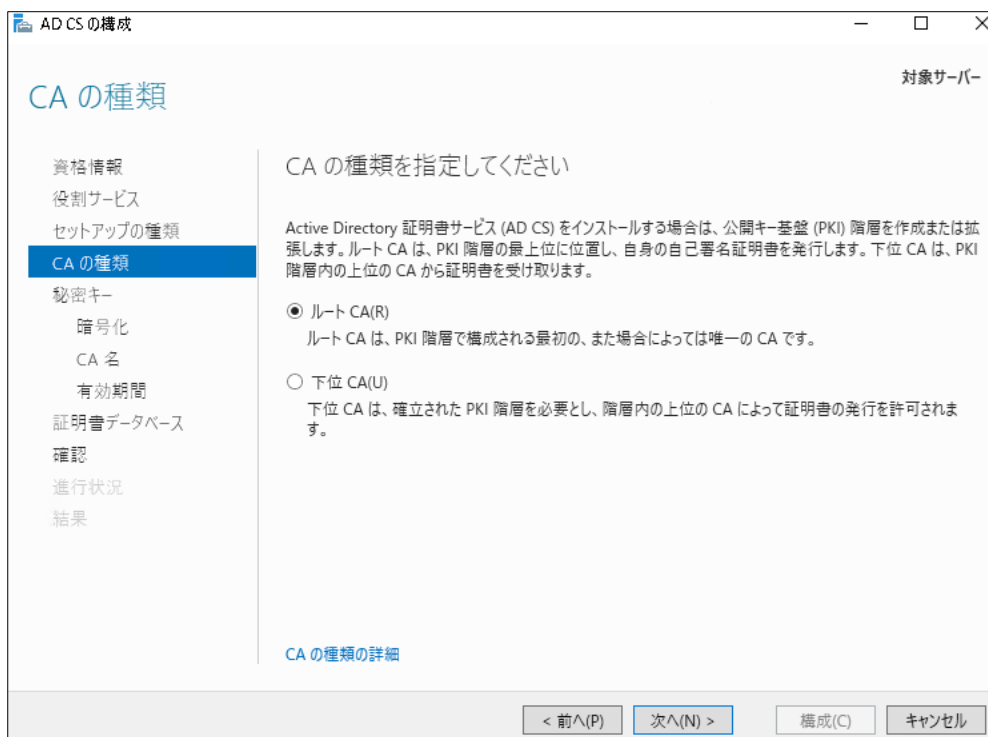 AD CS の構成
CA の種類
対象サーバー
資格情報
役割サービス
セットアップの種類
CA の種類
秘密キー
暗号化
CA 名
有効期間
証明書データベース
確認
進行状況
結果
CA の種類を指定してください
Active Directory 証明書サービス (AD CS) をインストールする場合は、公開キー基盤 (PKI) 階層を作成または拡
張します。ルート CA は、PKI 階層の最上位に位置し、自身の自己署名証明書を発行します。下位 CA は、PKI
階層内の上位の CA から証明書を受け取ります。
ルート CA(R)
ルート CA は、PKI 階層で構成される最初の、また場合によっては唯一の CA です。
下位 CA(U)
下位 CA は、確立された PKI 階層を必要とし、階層内の上位の CA によって証明書の発行を許可されま
す。
CA の種類の詳細
< 前へ(P)
次へ(N) >
構成(C)
キャンセル